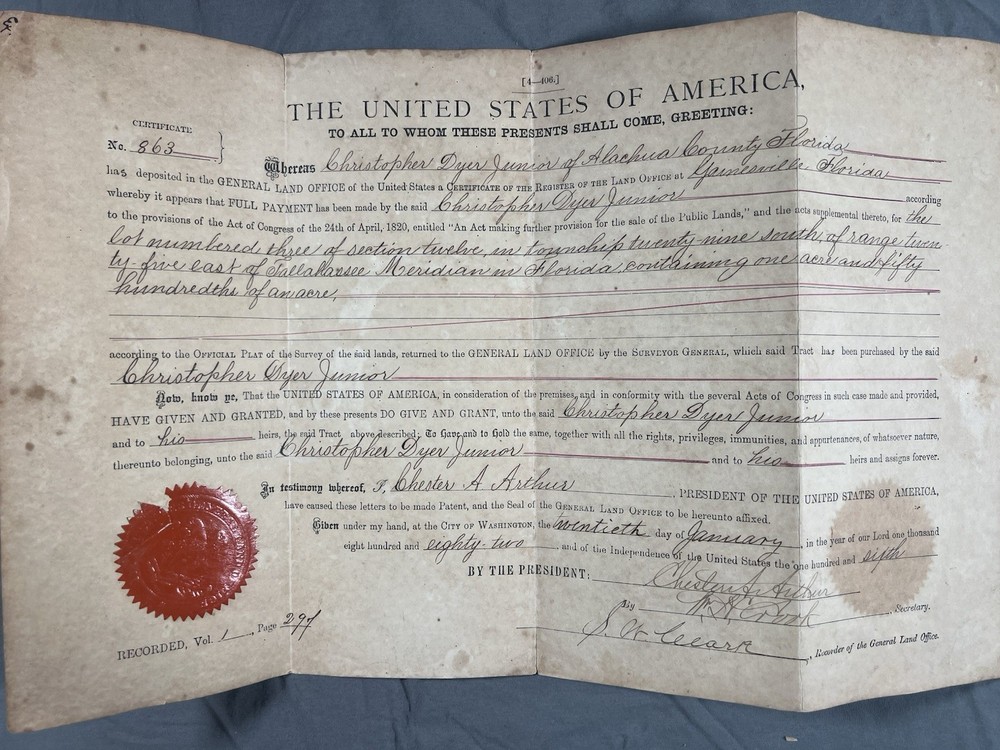 [4—406.]
THE UNITED STATES OF AMERICA,
TO ALL TO WHOM THESE PRESENTS SHALL COME, GREETING:
CERTIFICATE
No. 863
Whereas Christopher Dyer Junior of Alachua County Florida
has deposited in the GENERAL LAND OFFICE of the United States a CERTIFICATE OF THE REGISTER OF THE LAND OFFICE AT Gainesville Florida
whereby it appears that FULL PAYMENT has been made by the said Christopher Dyer Junior according
to the provisions of the Act of Congress of the 24th of April, 1820, entitled "An Act making further provision for the sale of the Public Lands," and the acts supplemental thereto, for the
lot numbered three of section twelve, in township twenty-nine south, of range twen
ty-five east of Tallahassee Meridian in Florida, containing one acre and fifty
hundredths of an acre,
according to the OFFICIAL PLAT of the Survey of the said lands, returned to the GENERAL LAND OFFICE by the SURVEYOR GENERAL, which said Tract has been purchased by the said
Christopher Dyer Junior
Now, know ye, That the UNITED STATES OF AMERICA, in consideration of the premises, and in conformity with the several Acts of Congress in such case made and provided,
HAVE GIVEN AND GRANTED, and by these presents DO GIVE AND GRANT, unto the said Christopher Dyer Junior
and to his heirs, the said Tract above described; To have and to Hold the same, together with all the rights, privileges, immunities, and appurtenances, of whatsoever nature,
thereunto belonging, unto the said Christopher Dyer Junior and to his heirs and assigns forever.
In testimony whereof, I, Chester A Arthur, PRESIDENT OF THE UNITED STATES OF AMERICA,
have caused these letters to be made Patent, and the Seal of the GENERAL LAND OFFICE to be hereunto affixed.
Given under my hand, at the CITY OF WASHINGTON, the twentieth day of January, in the year of our Lord one thousand
eight hundred and eighty-two, and of the Independence of the United States the one hundred and sixth
BY THE PRESIDENT: Chester A. Arthur
By W. H. Crook, Secretary.
RECORDED, Vol. 1, Page 297
S. W. Clark, Recorder of the General Land Office.